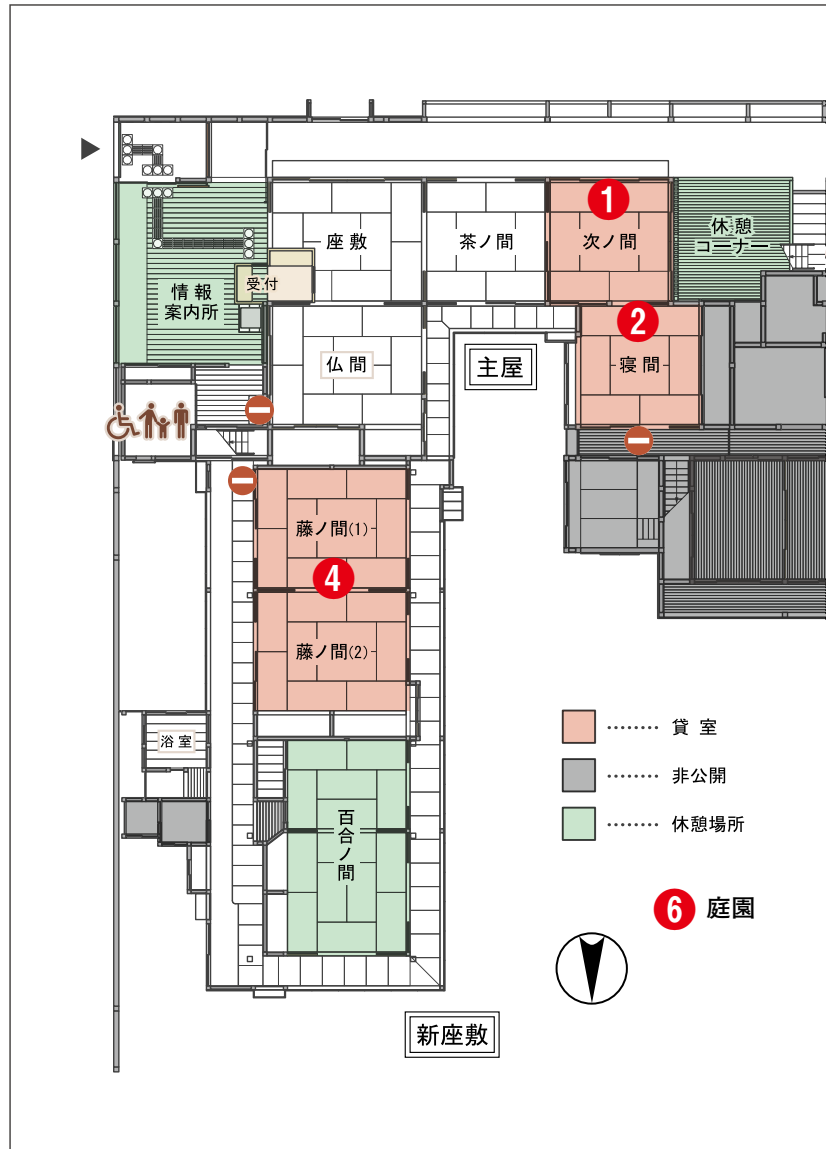 1
座敷
茶ノ間
次ノ間
休憩
コーナー
受付
情報
案内所
2
仏間
主屋
寝間
藤ノ間(1)
4
藤ノ間(2)
浴室
百合ノ間
貸室
非公開
休憩場所
6 庭園
新座敷